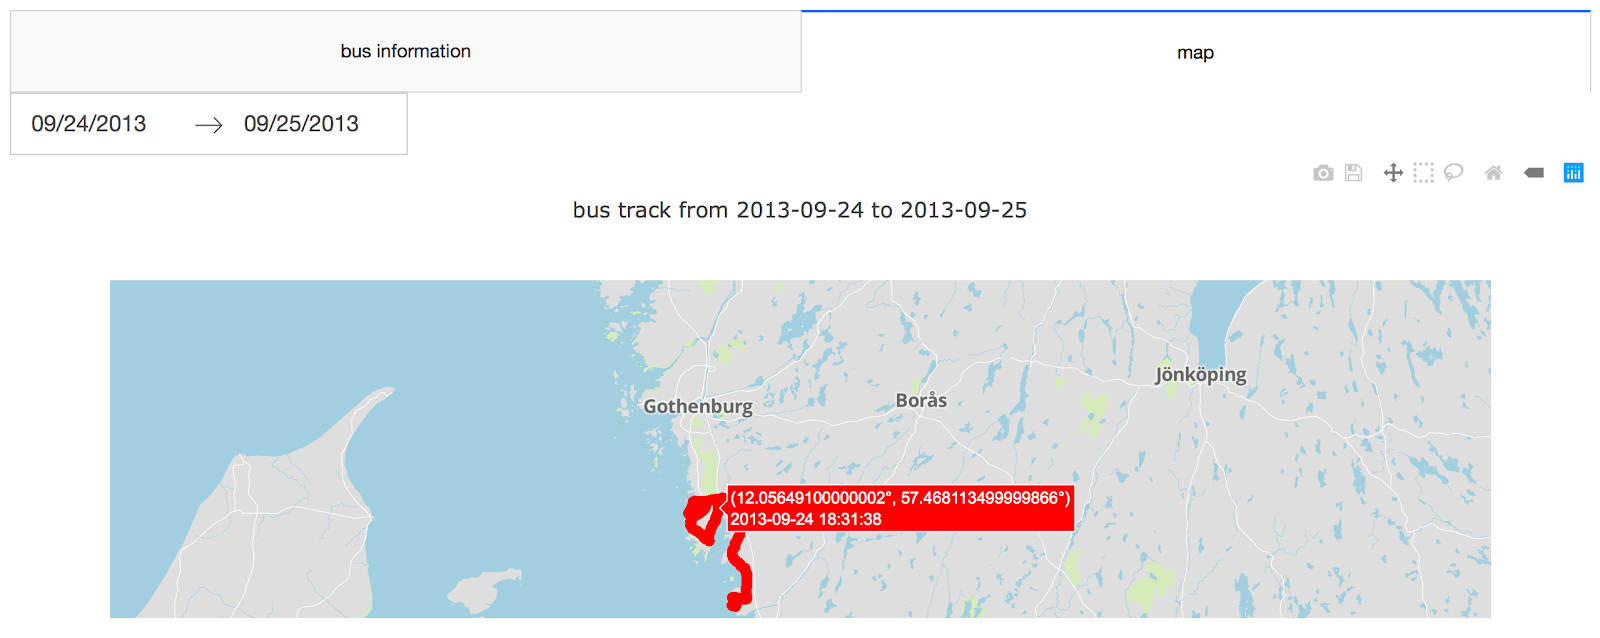 bus information
map
09/24/2013 → 09/25/2013
bus track from 2013-09-24 to 2013-09-25
Jönköping
Borås
Gothenburg
(12.05649100000002°, 57.468113499999866°)
2013-09-24 18:31:38